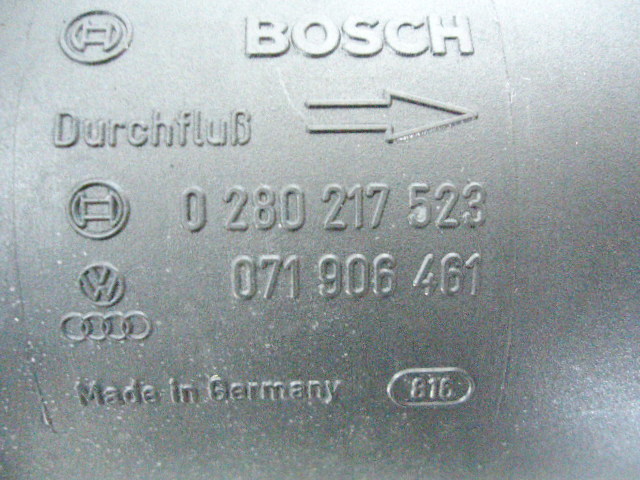 BOSCH
Durchfluß
0 280 217 523
071 906 461
Made in Germany 816